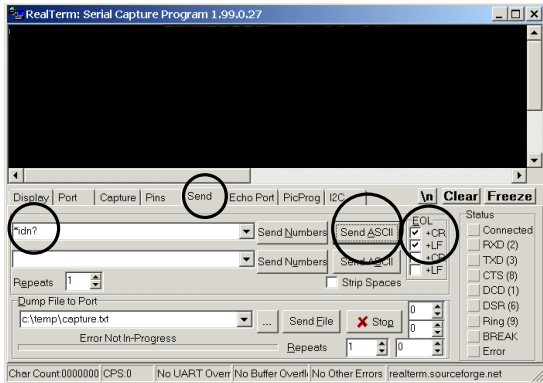 RealTerm: Serial Capture Program 1.99.0.27
Display Port Capture Pins Send Echo Port PicProg I2C \n Clear Freeze
*idn? Send Numbers Send ASCII
EOL
+CR
+LF
Send Numbers Send ASCII
+CR
+LF
Repeats 1 Strip Spaces
Dump File to Port
c:\temp\capture.txt ... Send File Stop 0
0
Error Not In-Progress
Repeats 1 0
Status
Connected
RXD (2)
TXD (3)
CTS (8)
DCD (1)
DSR (6)
Ring (9)
BREAK
Error
Char Count:0000000 CPS:0 No UART Overr No Buffer Overfl No Other Errors realterm.sourceforge.net